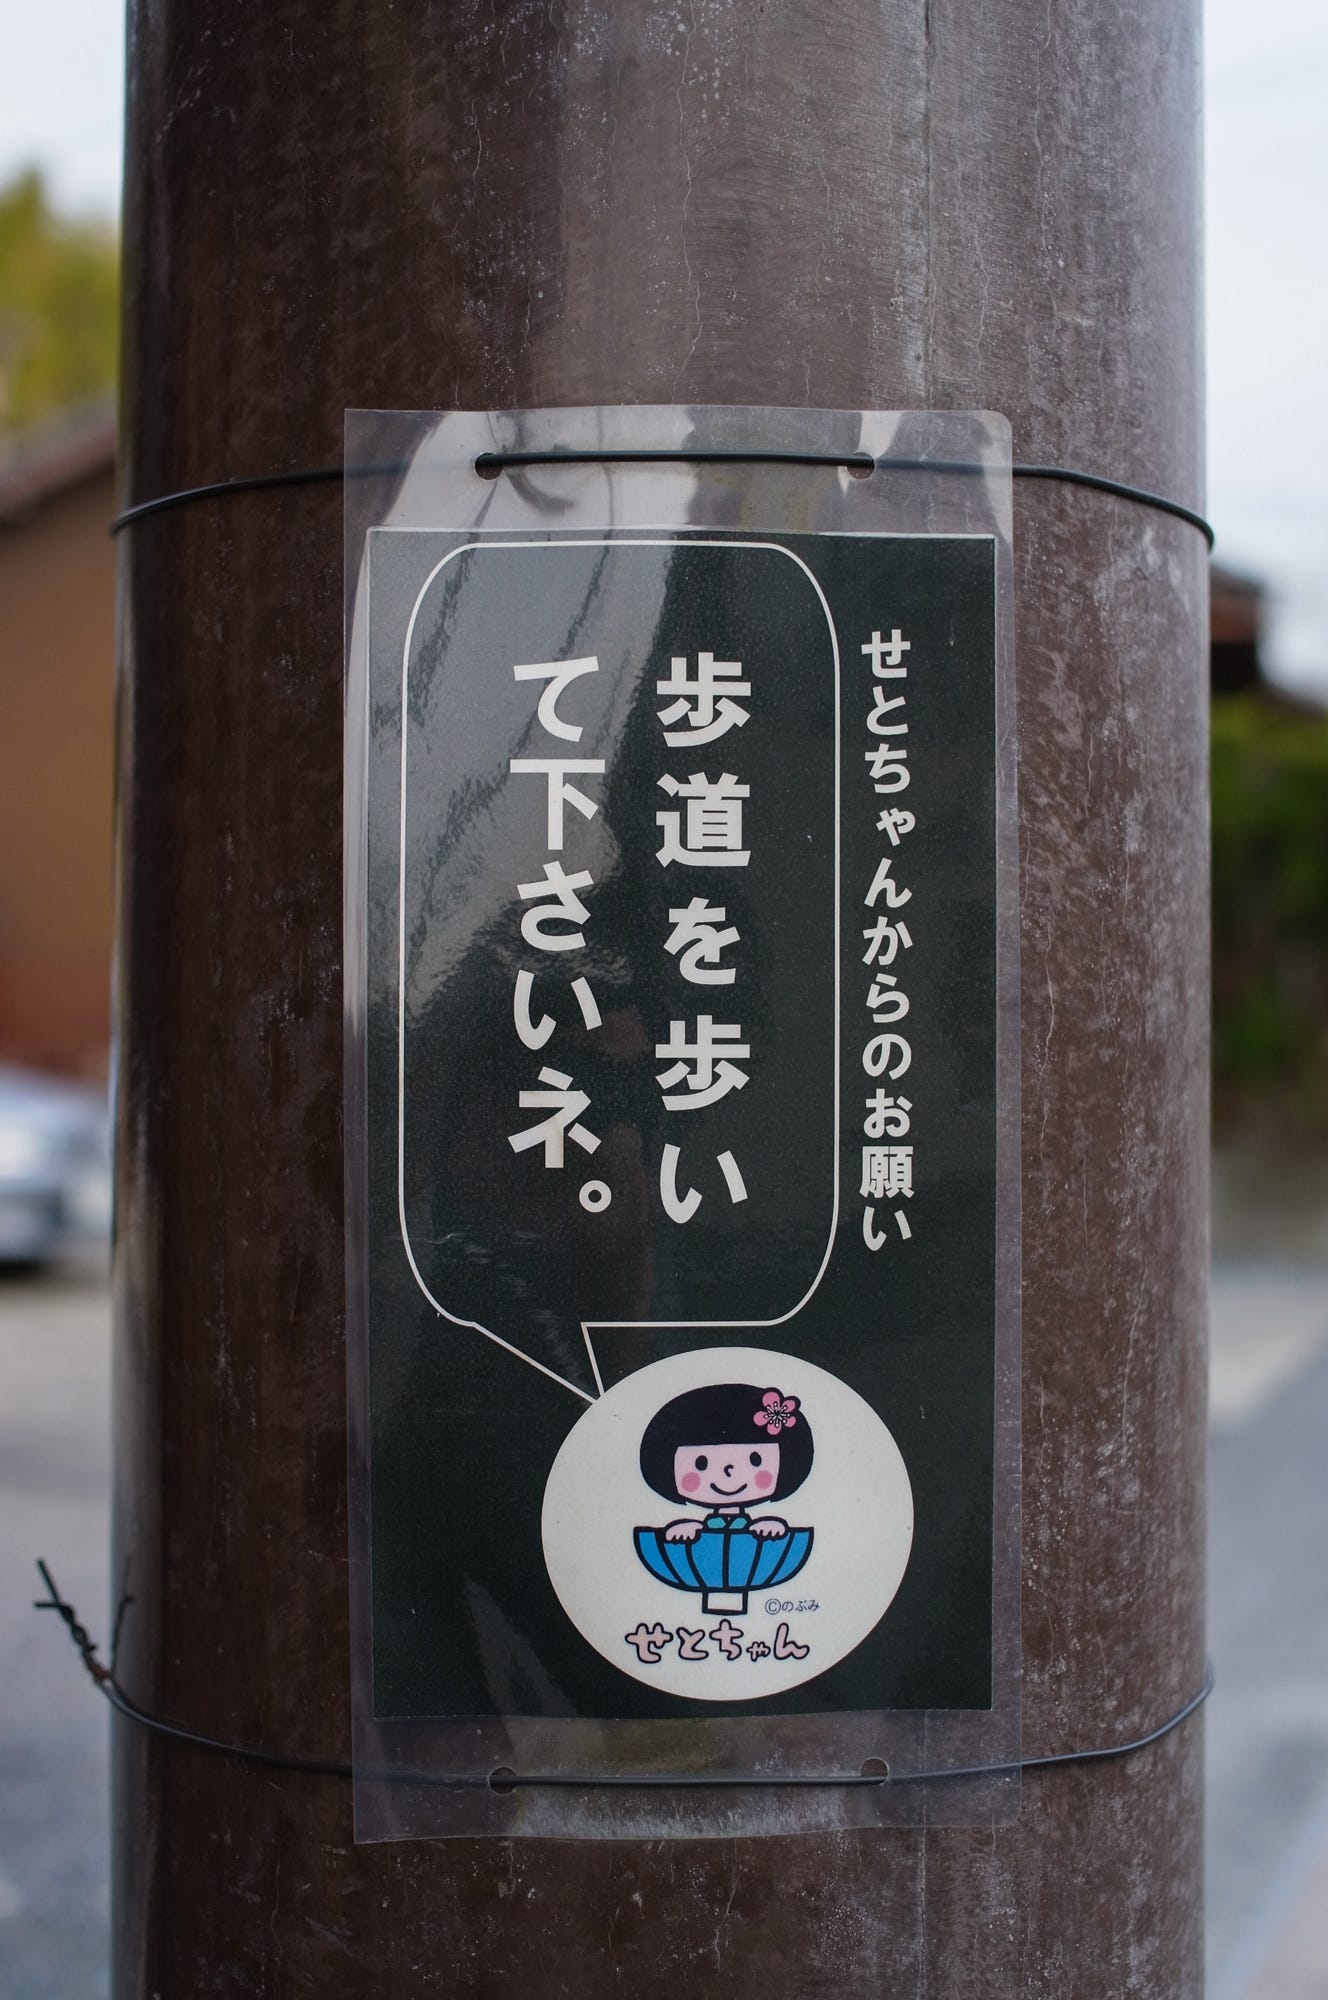 せとちゃんからのお願い
歩道を歩い
て下さいネ。
©のぶみ
せとちゃん